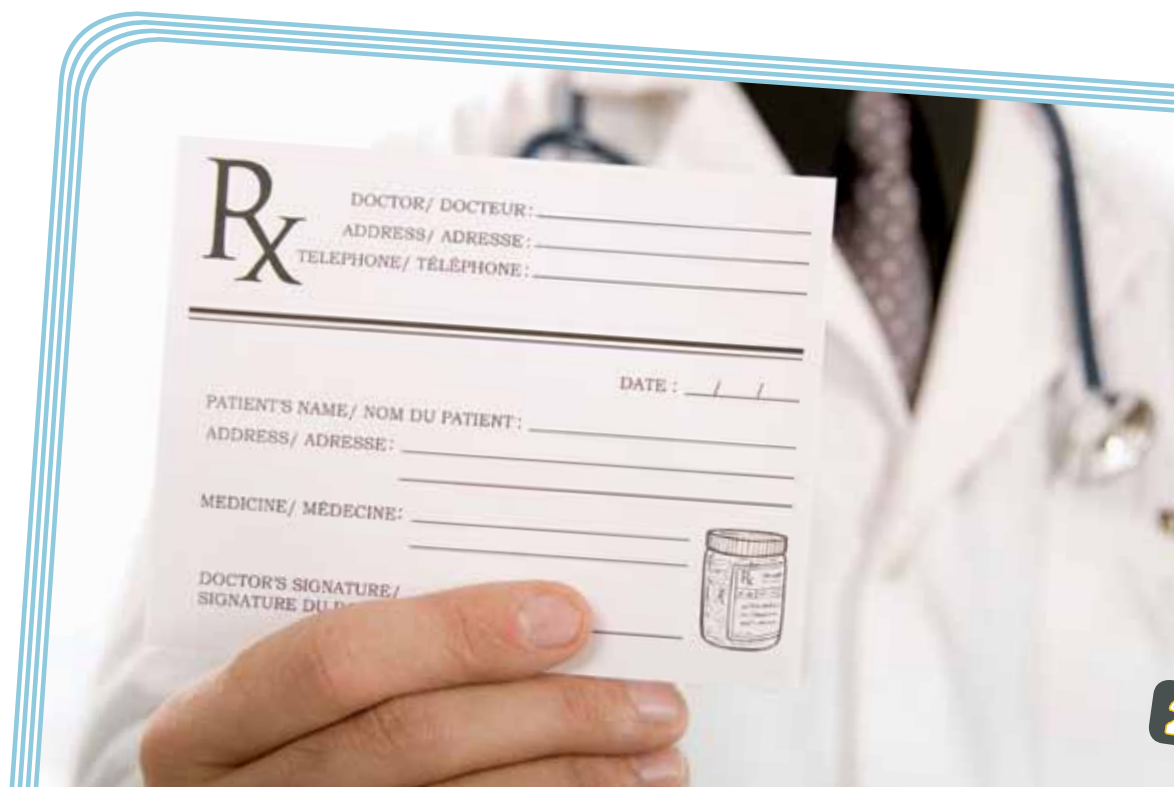 Rx
DOCTOR/ DOCTEUR:
ADDRESS/ ADRESSE:
TELEPHONE/ TÉLÉPHONE:
DATE: / /
PATIENT'S NAME/ NOM DU PATIENT:
ADDRESS/ ADRESSE:
MEDICINE/ MÉDECINE:
DOCTOR'S SIGNATURE/
SIGNATURE DU
Rx